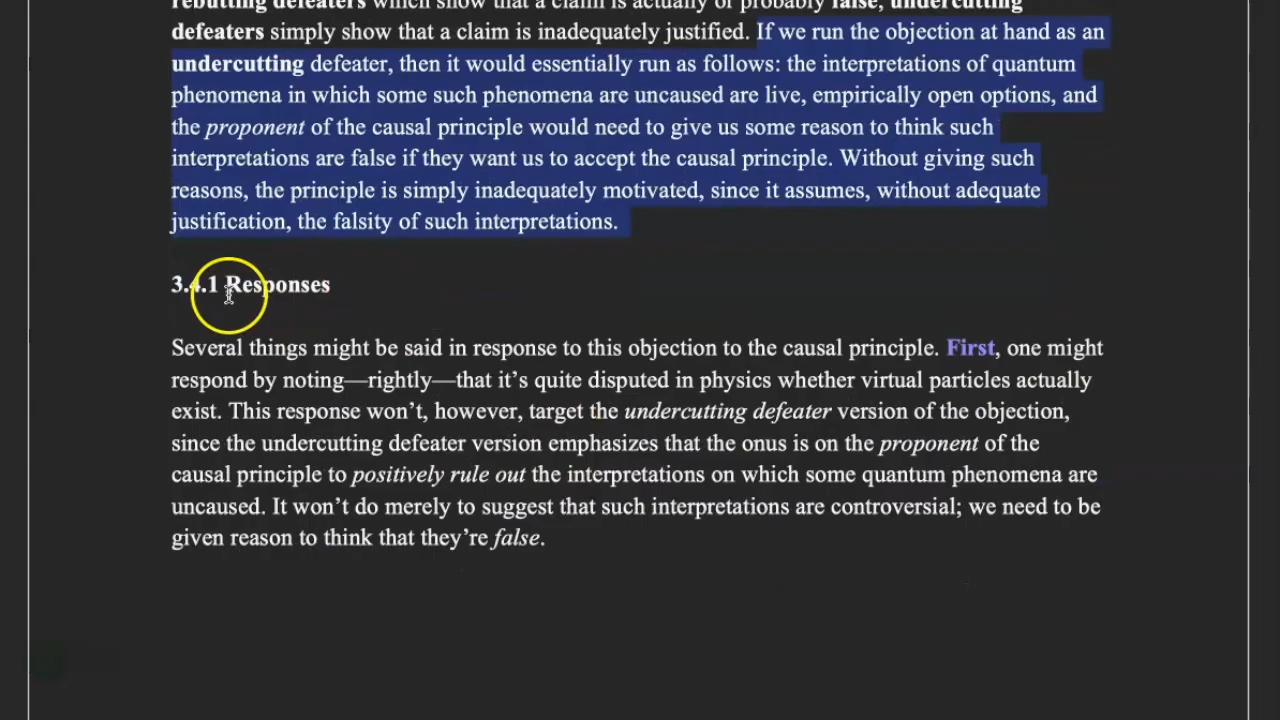 rebutting defeaters which show that a claim is actually or probably false, undercutting
defeaters simply show that a claim is inadequately justified. If we run the objection at hand as an
undercutting defeater, then it would essentially run as follows: the interpretations of quantum
phenomena in which some such phenomena are uncaused are live, empirically open options, and
the proponent of the causal principle would need to give us some reason to think such
interpretations are false if they want us to accept the causal principle. Without giving such
reasons, the principle is simply inadequately motivated, since it assumes, without adequate
justification, the falsity of such interpretations.
3.4.1 Responses
Several things might be said in response to this objection to the causal principle. First, one might
respond by noting—rightly—that it’s quite disputed in physics whether virtual particles actually
exist. This response won’t, however, target the undercutting defeater version of the objection,
since the undercutting defeater version emphasizes that the onus is on the proponent of the
causal principle to positively rule out the interpretations on which some quantum phenomena are
uncaused. It won’t do merely to suggest that such interpretations are controversial; we need to be
given reason to think that they’re false.